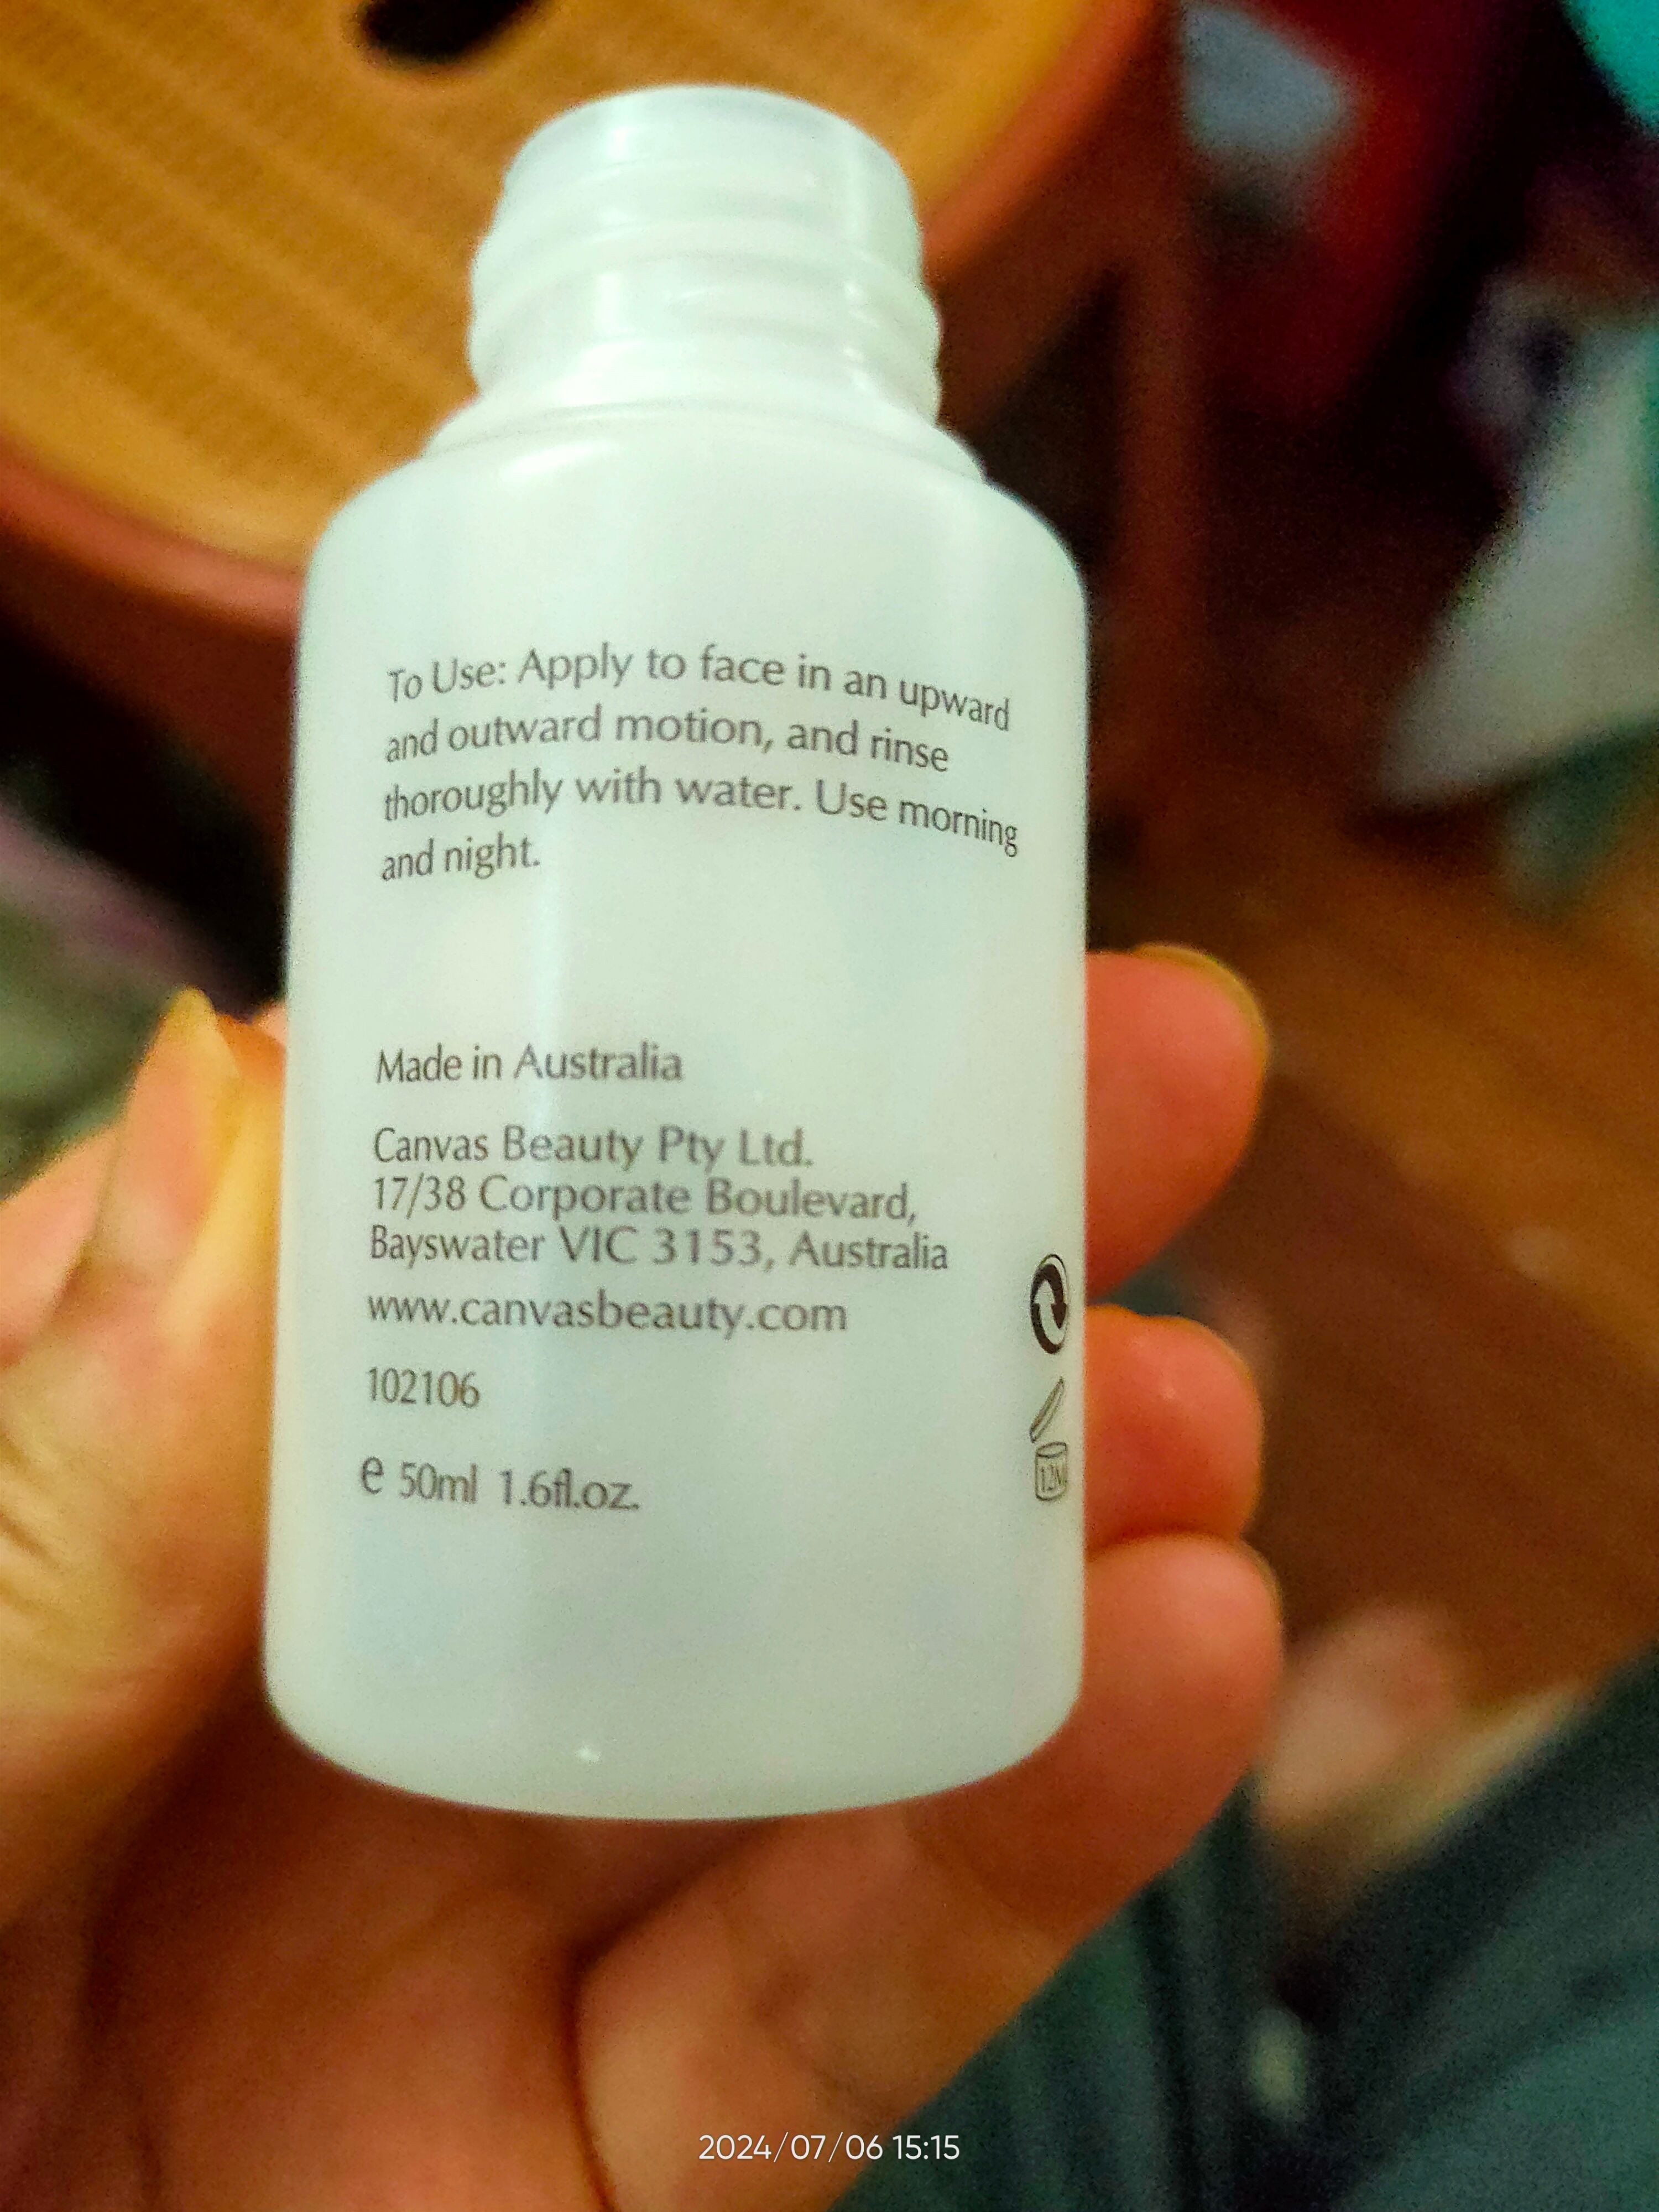 To Use: Apply to face in an upward
and outward motion, and rinse
thoroughly with water. Use morning
and night.
Made in Australia
Canvas Beauty Pty Ltd.
17/38 Corporate Boulevard,
Bayswater VIC 3153, Australia
www.canvasbeauty.com
102106
e 50ml 1.6fl.oz.
12M
2024/07/06 15:15